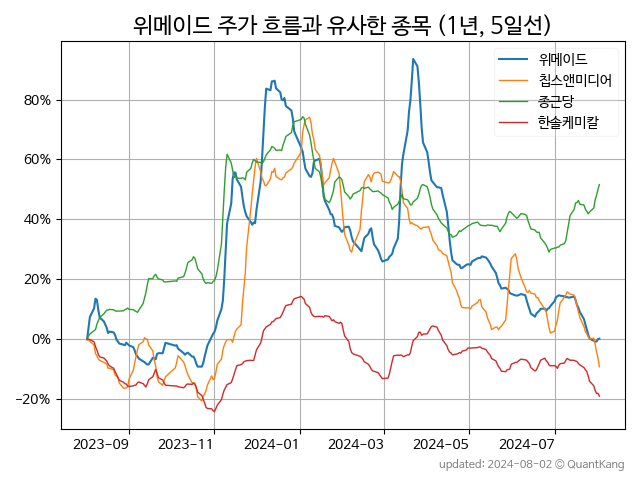 위메이드 주가 흐름과 유사한 종목 (1년, 5일선)
위메이드
칩스앤미디어
종근당
한솔케미칼
80%
60%
40%
20%
0%
−20%
2023−09
2023−11
2024−01
2024−03
2024−05
2024−07
updated: 2024-08-02 © QuantKang